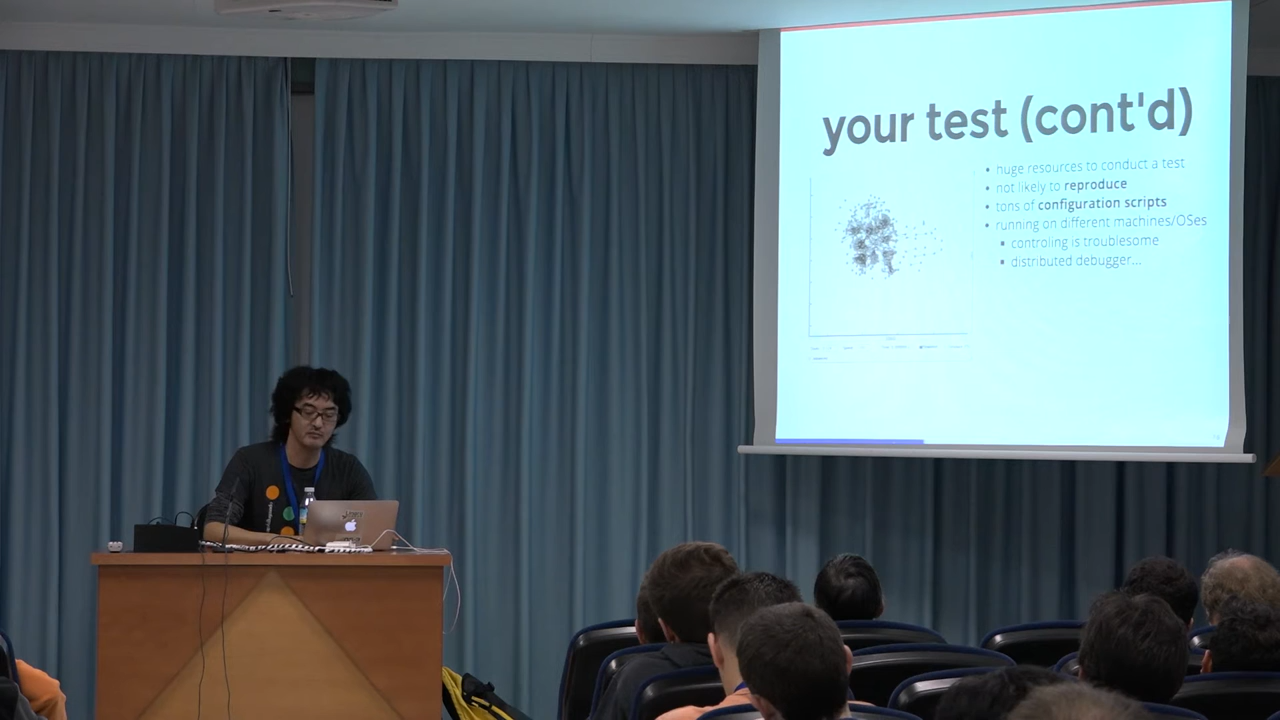 your test (cont'd)
huge resources to conduct a test
not likely to reproduce
tons of configuration scripts
running on different machines/OSes
controling is troublesome
distributed debugger...